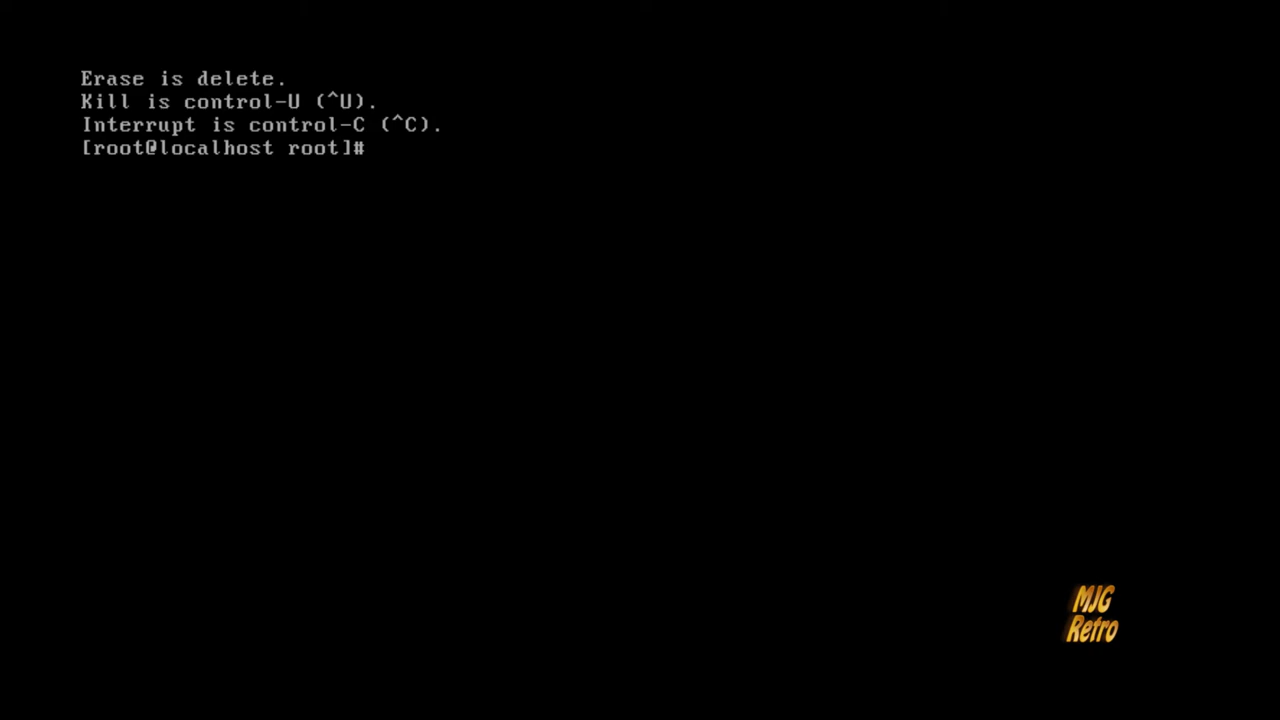 Erase is delete.
Kill is control-U (^U).
Interrupt is control-C (^C).
[root@localhost root]#
MJG
Retro